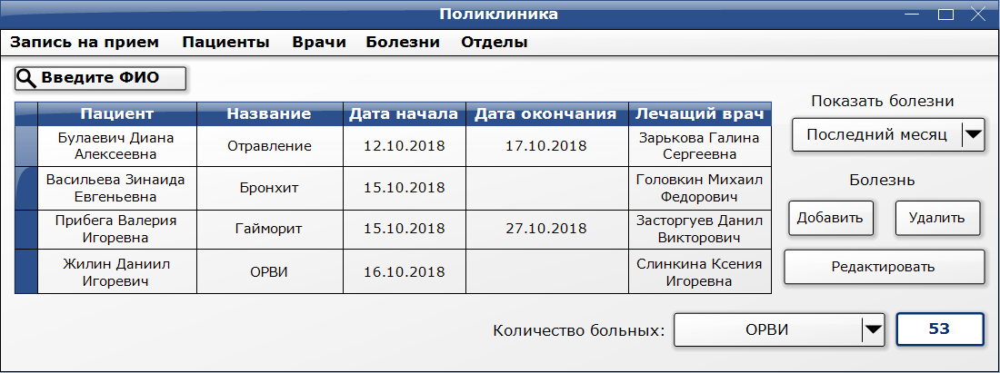 Поликлиника
Запись на прием Пациенты Врачи Болезни Отделы
Введите ФИО
Показать болезни
Последний месяц
Пациент Название Дата начала Дата окончания Лечащий врач
Булаевич Диана
Алексеевна
Отравление 12.10.2018 17.10.2018
Зарькова Галина
Сергеевна
Васильева Зинаида
Евгеньевна
Бронхит 15.10.2018
Головкин Михаил
Федорович
Прибега Валерия
Игоревна
Гайморит 15.10.2018 27.10.2018
Засторгуев Данил
Викторович
Жилин Даниил
Игоревич
ОРВИ 16.10.2018
Слинкина Ксения
Игоревна
Болезнь
Добавить Удалить
Редактировать
Количество больных: ОРВИ 53